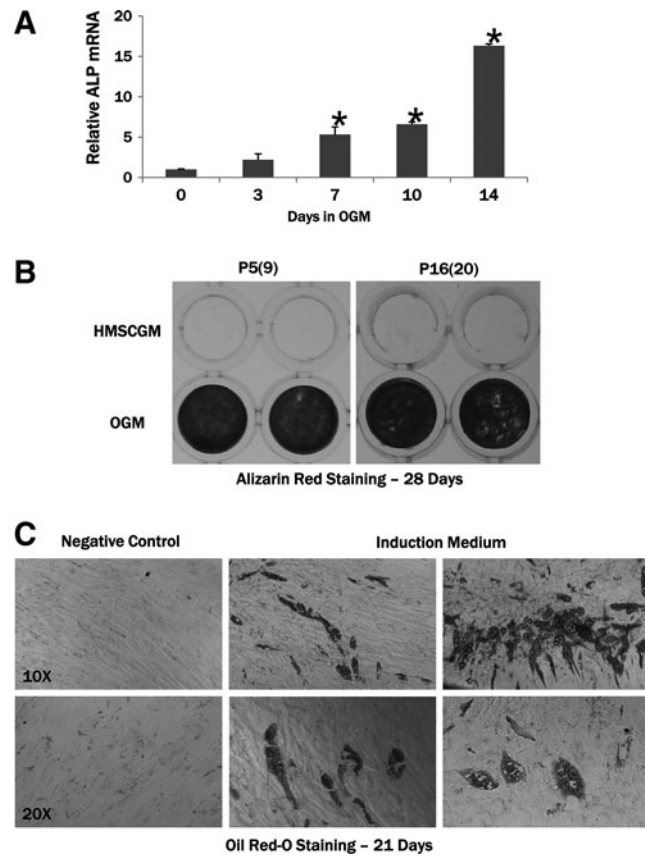 A
Relative ALP mRNA
20
15
10
5
0
* * *
0 3 7 10 14
Days in OGM
B
P5(9) P16(20)
HMSCGM
OGM
Alizarin Red Staining – 28 Days
C
Negative Control Induction Medium
10X
20X
Oil Red-O Staining – 21 Days